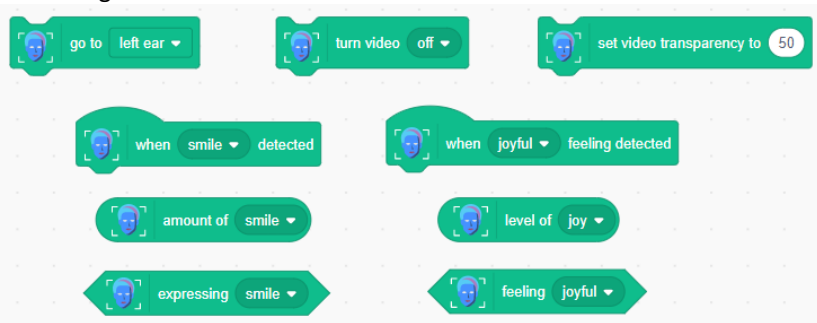 go to left ear turn video off set video transparency to 50
when smile detected when joyful feeling detected
amount of smile level of joy
expressing smile feeling joyful